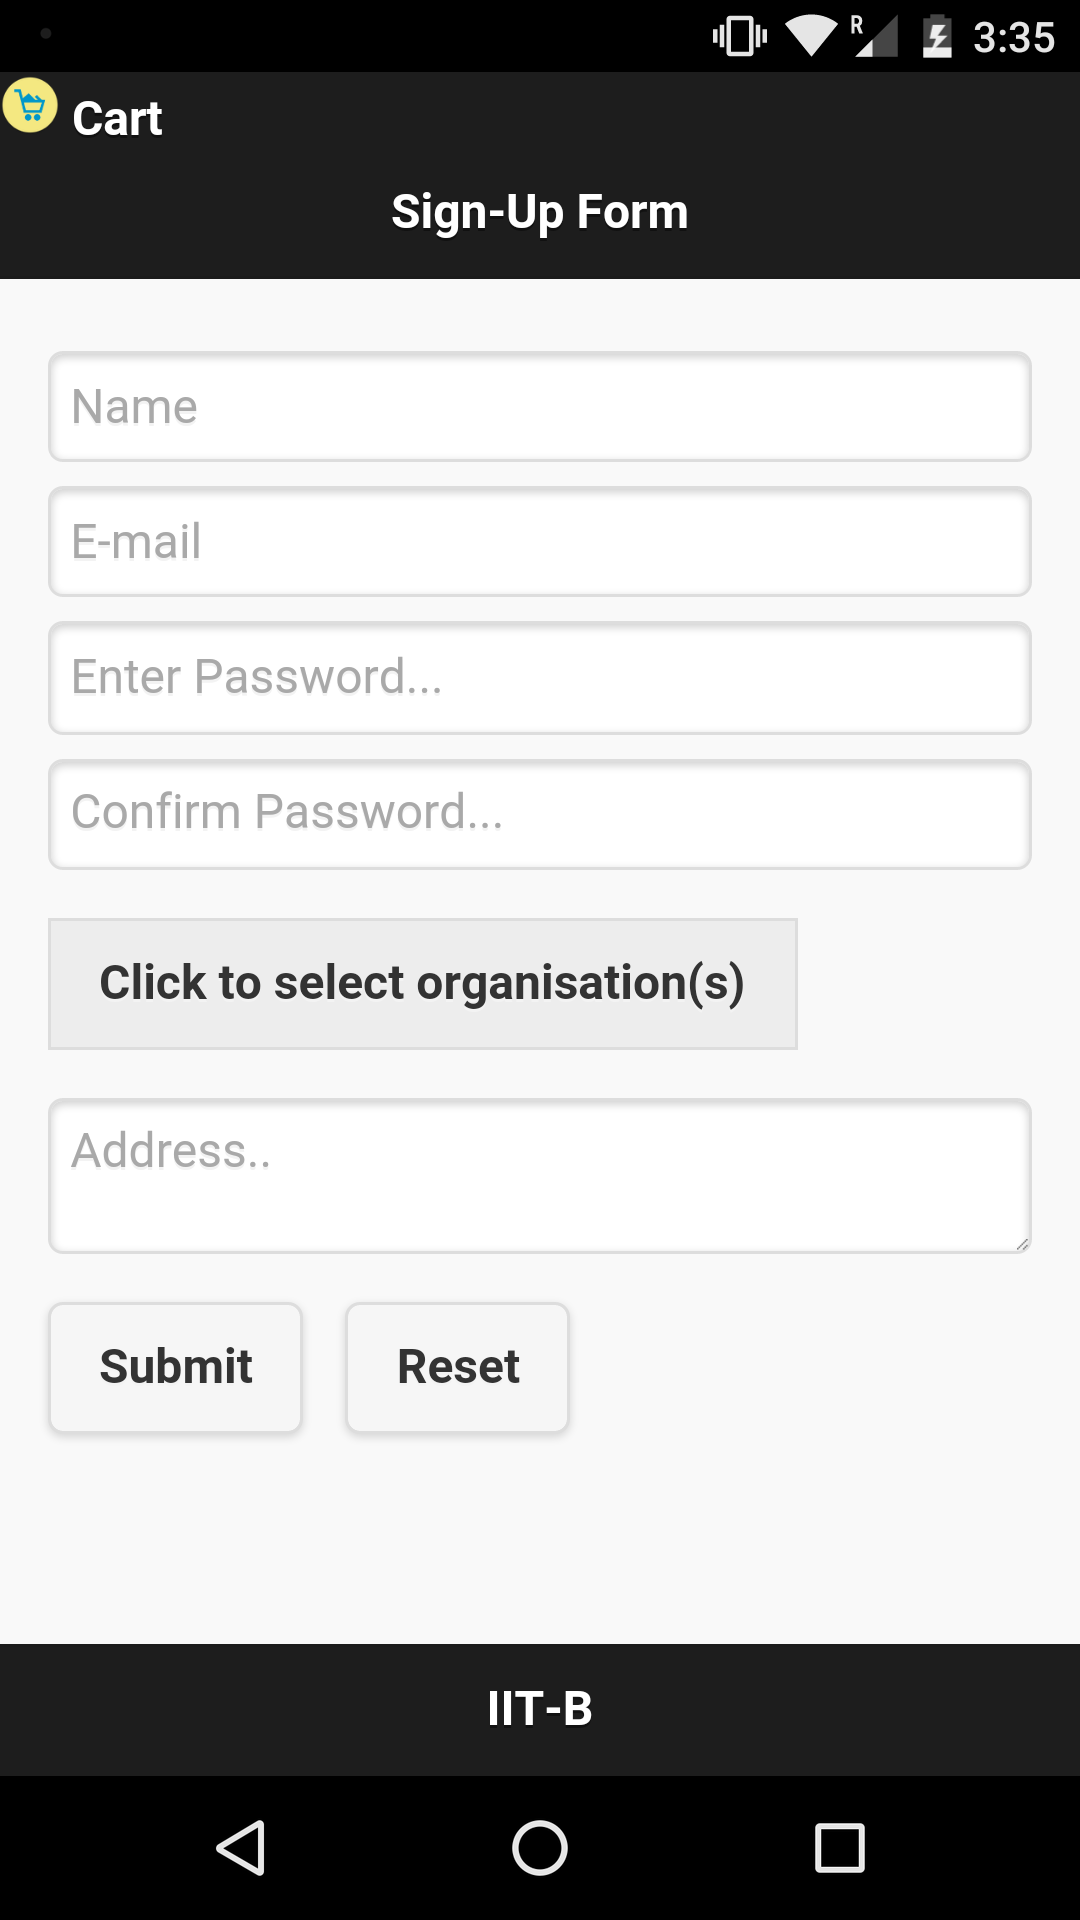 R 3:35
Cart
Sign-Up Form
Name
E-mail
Enter Password...
Confirm Password...
Click to select organisation(s)
Address..
Submit Reset
IIT-B